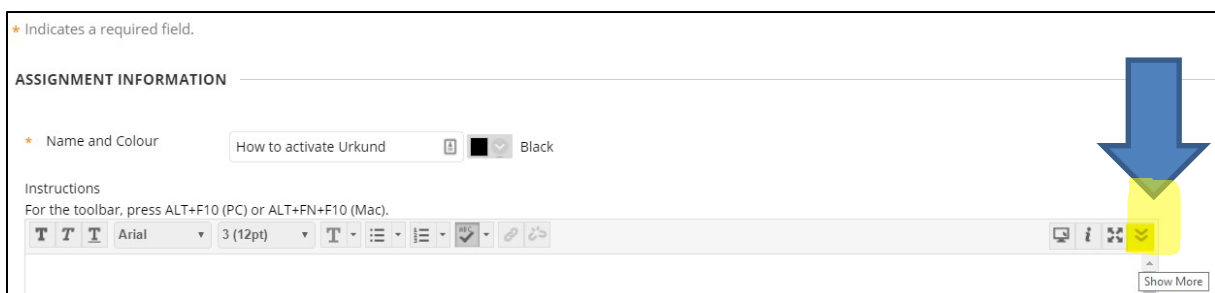 * Indicates a required field.
ASSIGNMENT INFORMATION
* Name and Colour
How to activate Urkund
Black
Instructions
For the toolbar, press ALT+F10 (PC) or ALT+FN+F10 (Mac).
T T T Arial 3 (12pt) T ABC i
Show More